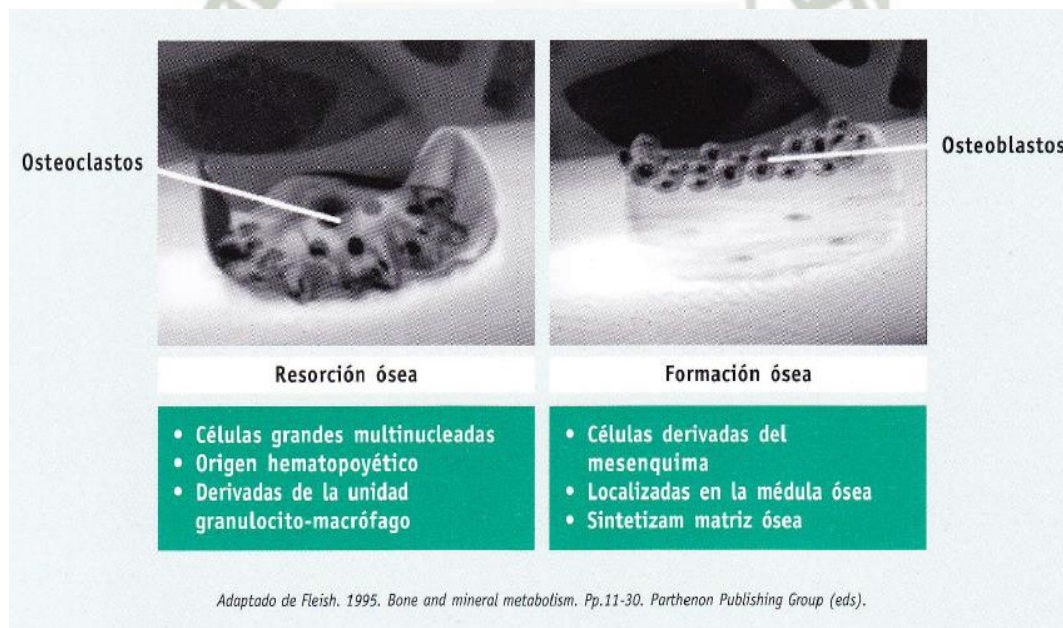 Osteoclastos
Osteoblastos
Resorción ósea
Formación ósea
• Células grandes multinucleadas
• Origen hematopoyético
• Derivadas de la unidad
granulocito-macrófago
• Células derivadas del
mesenquima
• Localizadas en la médula ósea
• Sintetizam matriz ósea
Adaptado de Fleish. 1995. Bone and mineral metabolism. Pp.11-30. Parthenon Publishing Group (eds).